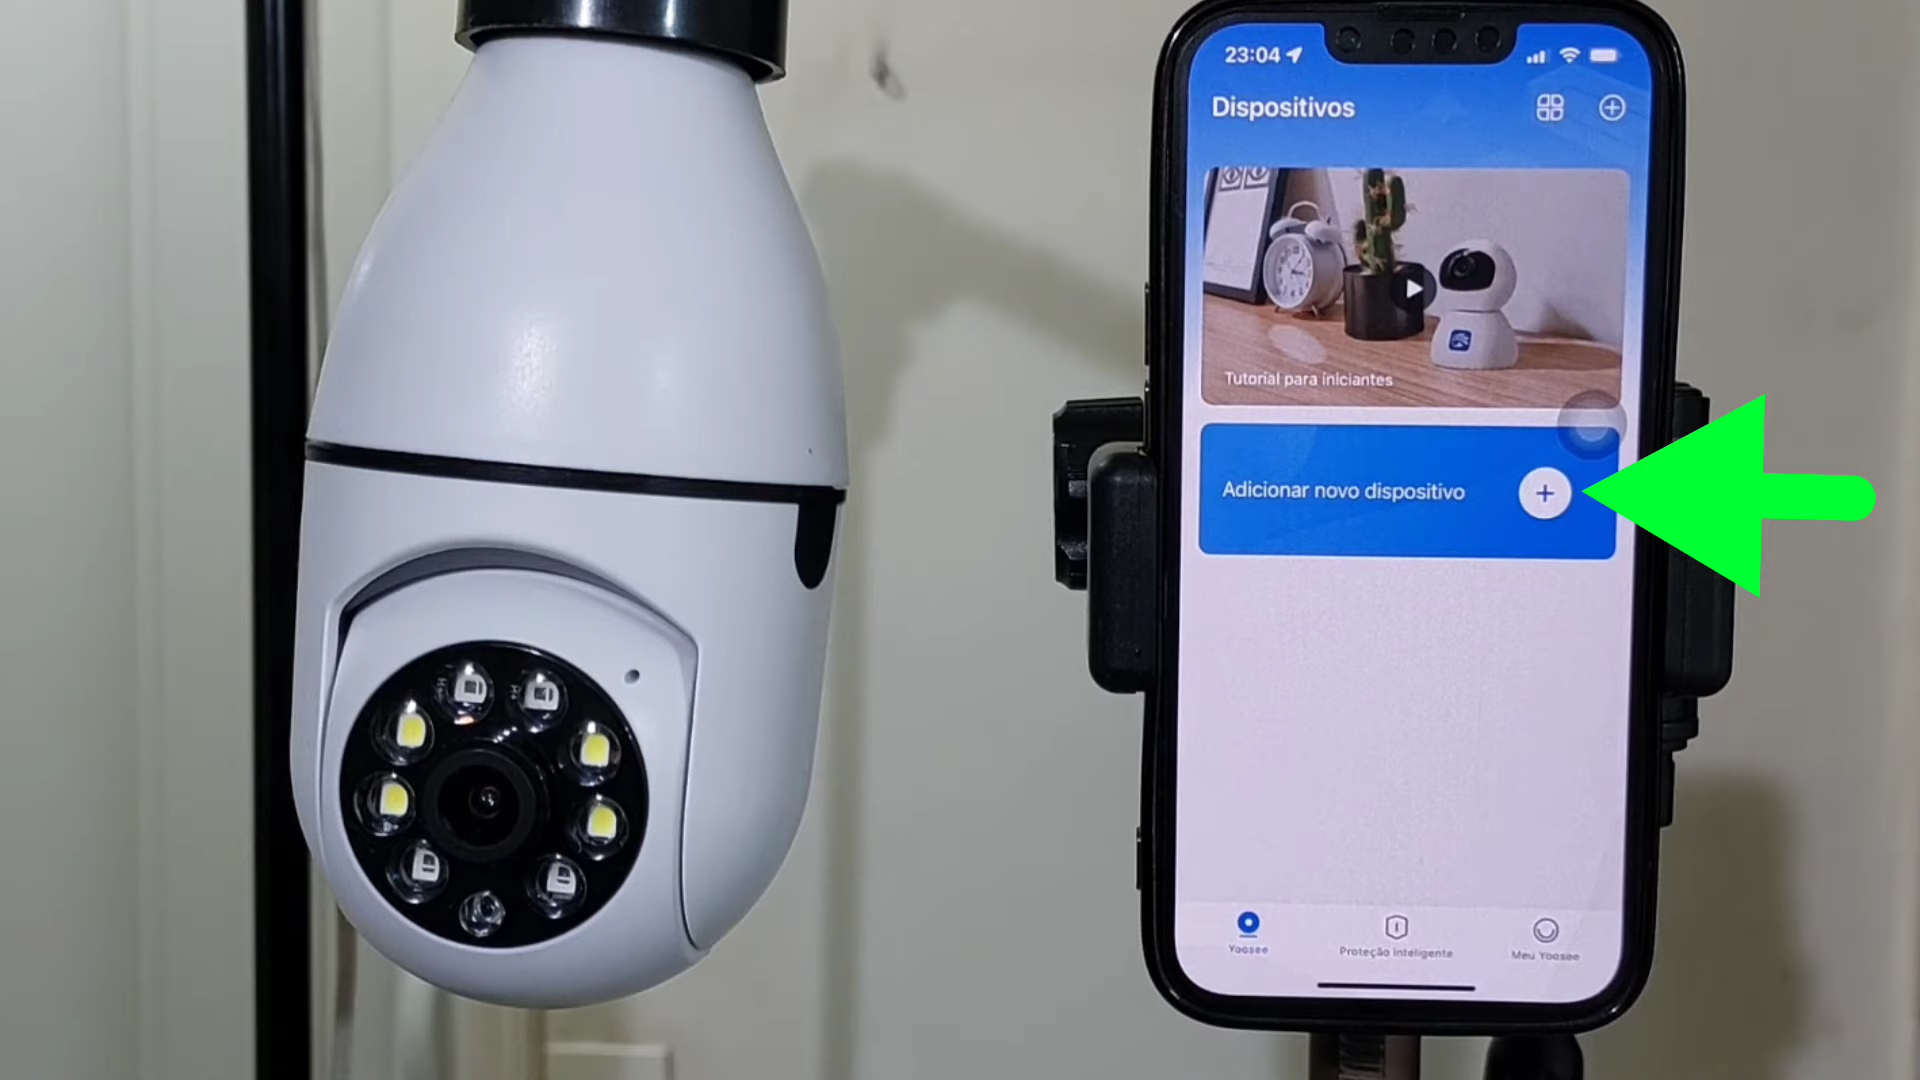 23:04
Dispositivos
Tutorial para iniciantes
Adicionar novo dispositivo
Yoosee
Proteção inteligente
Meu Yoosee